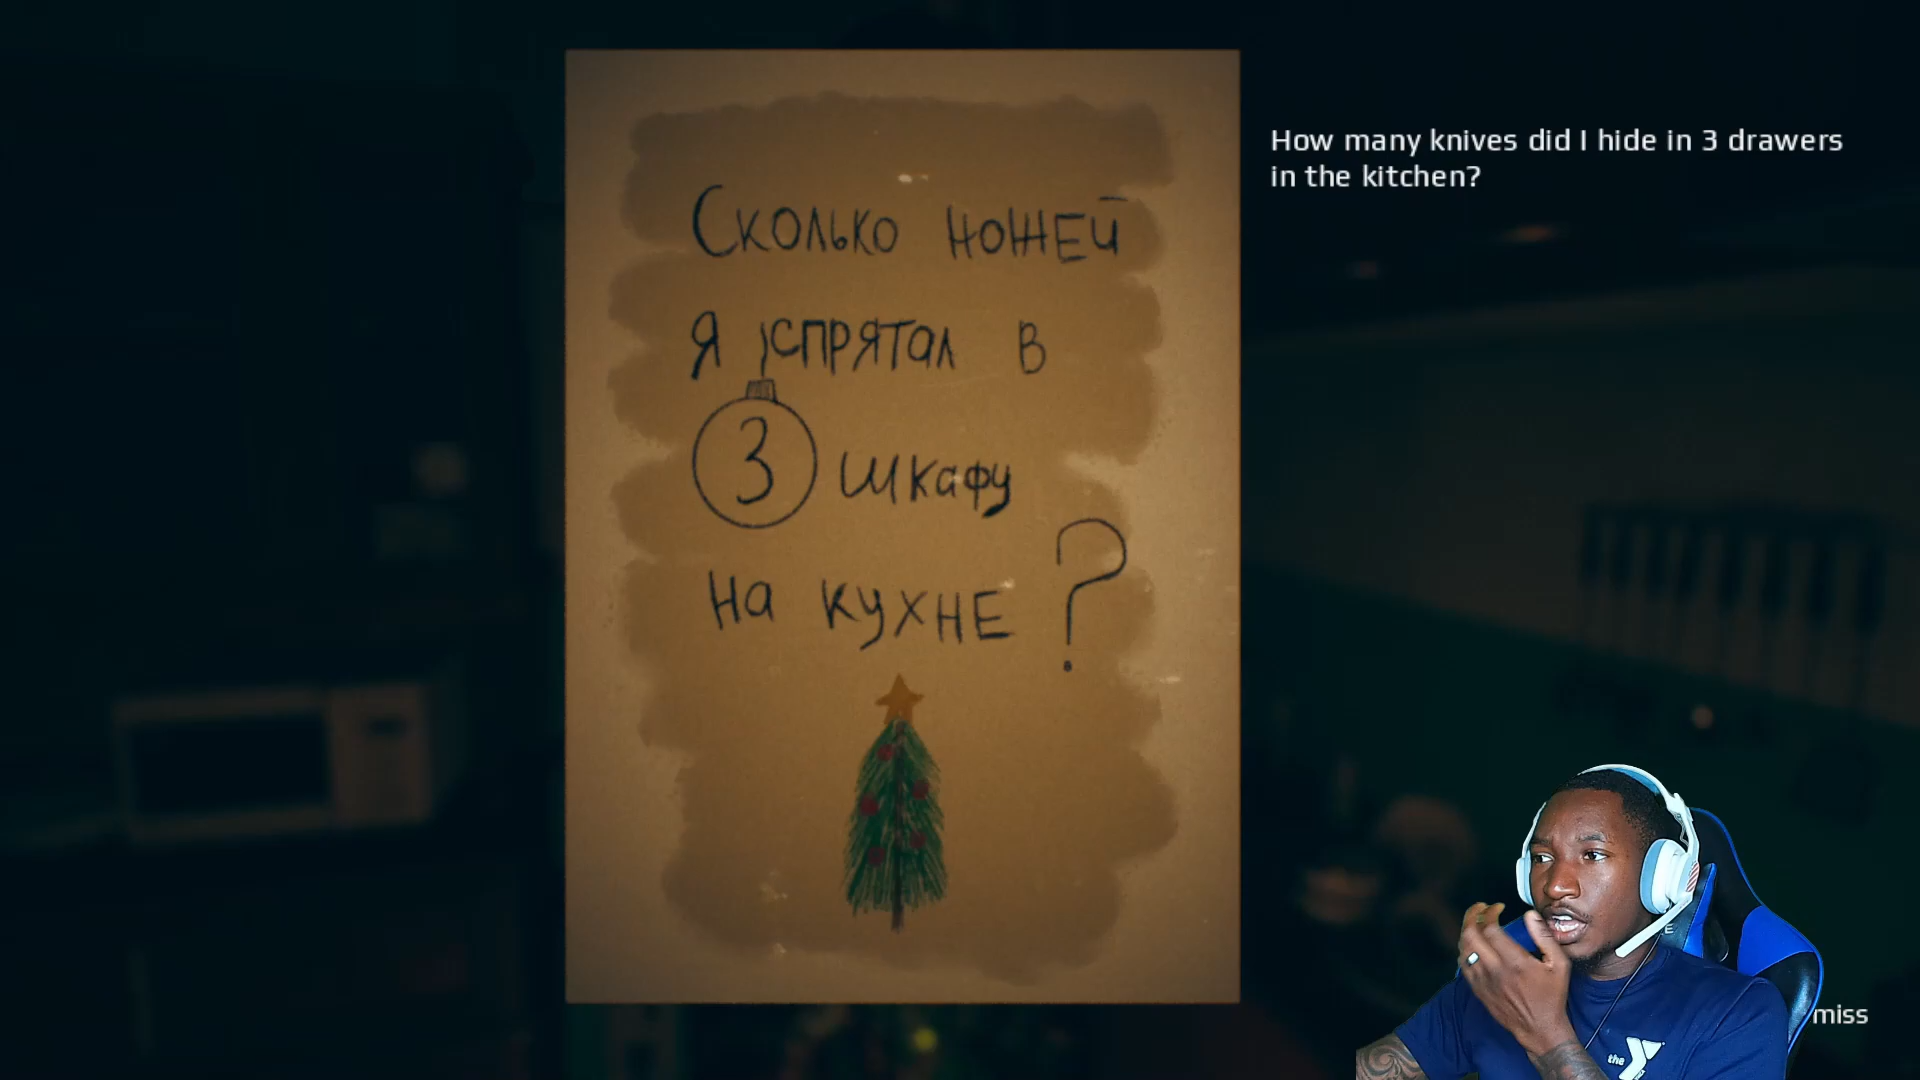 Сколько ножей
я спрятал в
3 шкафу
на кухне?
How many knives did I hide in 3 drawers
in the kitchen?
miss
the Y